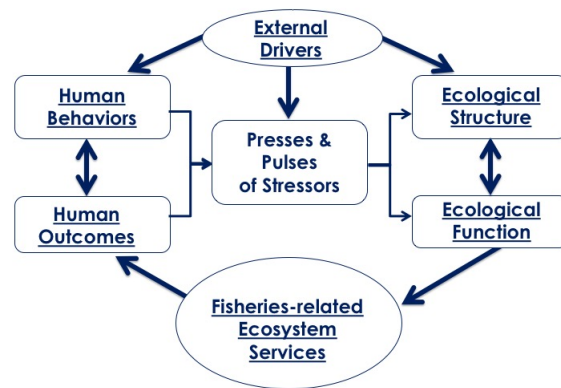 External
Drivers
Human
Behaviors
Ecological
Structure
Presses &
Pulses
of Stressors
Human
Outcomes
Ecological
Function
Fisheries-related
Ecosystem
Services